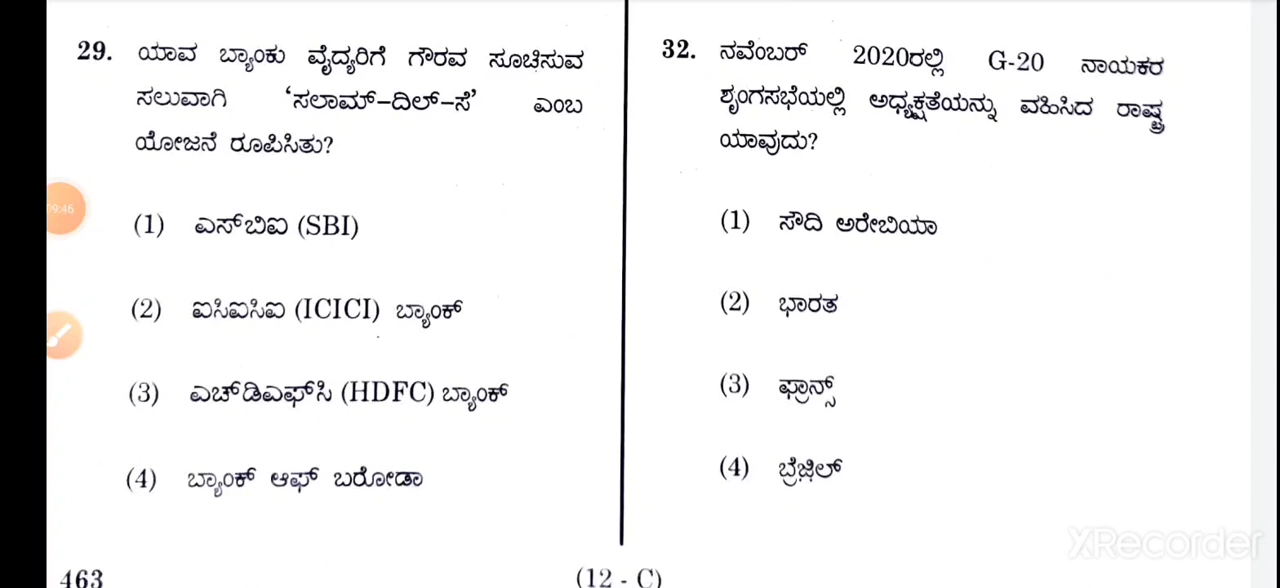 29. ಯಾವ ಬ್ಯಾಂಕು ವೈದ್ಯರಿಗೆ ಗೌರವ ಸೂಚಿಸುವ
ಸಲುವಾಗಿ 'ಸಲಾಮ್-ದಿಲ್-ಸೆ' ಎಂಬ
ಯೋಜನೆ ರೂಪಿಸಿತು?
(1) ಎಸ್‌ಬಿಐ (SBI)
(2) ಐಸಿಐಸಿಐ (ICICI) ಬ್ಯಾಂಕ್
(3) ಎಚ್‌ಡಿಎಫ್‌ಸಿ (HDFC) ಬ್ಯಾಂಕ್
(4) ಬ್ಯಾಂಕ್ ಆಫ್ ಬರೋಡಾ
463
32. ನವೆಂಬರ್ 2020ರಲ್ಲಿ G-20 ನಾಯಕರ
ಶೃಂಗಸಭೆಯಲ್ಲಿ ಅಧ್ಯಕ್ಷತೆಯನ್ನು ವಹಿಸಿದ ರಾಷ್ಟ್ರ
ಯಾವುದು?
(1) ಸೌದಿ ಅರೇಬಿಯಾ
(2) ಭಾರತ
(3) ಫ್ರಾನ್ಸ್
(4) ಬ್ರೆಜಿಲ್
(12 - C)
09:46
XRecorder